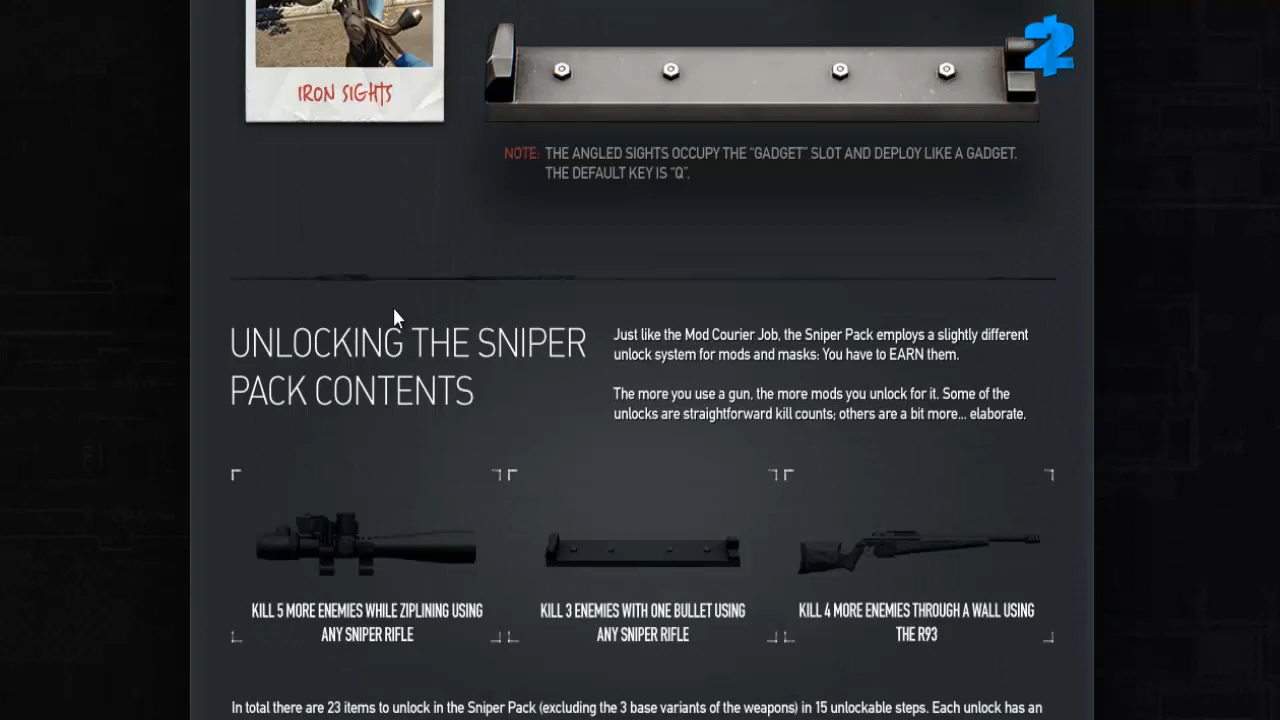 2
IRON SIGHTS
NOTE: THE ANGLED SIGHTS OCCUPY THE "GADGET" SLOT AND DEPLOY LIKE A GADGET.
THE DEFAULT KEY IS "Q".
UNLOCKING THE SNIPER
PACK CONTENTS
Just like the Mod Courier Job, the Sniper Pack employs a slightly different
unlock system for mods and masks: You have to EARN them.
The more you use a gun, the more mods you unlock for it. Some of the
unlocks are straightforward kill counts; others are a bit more... elaborate.
KILL 5 MORE ENEMIES WHILE ZIPLINING USING
ANY SNIPER RIFLE
KILL 3 ENEMIES WITH ONE BULLET USING
ANY SNIPER RIFLE
KILL 4 MORE ENEMIES THROUGH A WALL USING
THE R93
In total there are 23 items to unlock in the Sniper Pack (excluding the 3 base variants of the weapons) in 15 unlockable steps. Each unlock has an